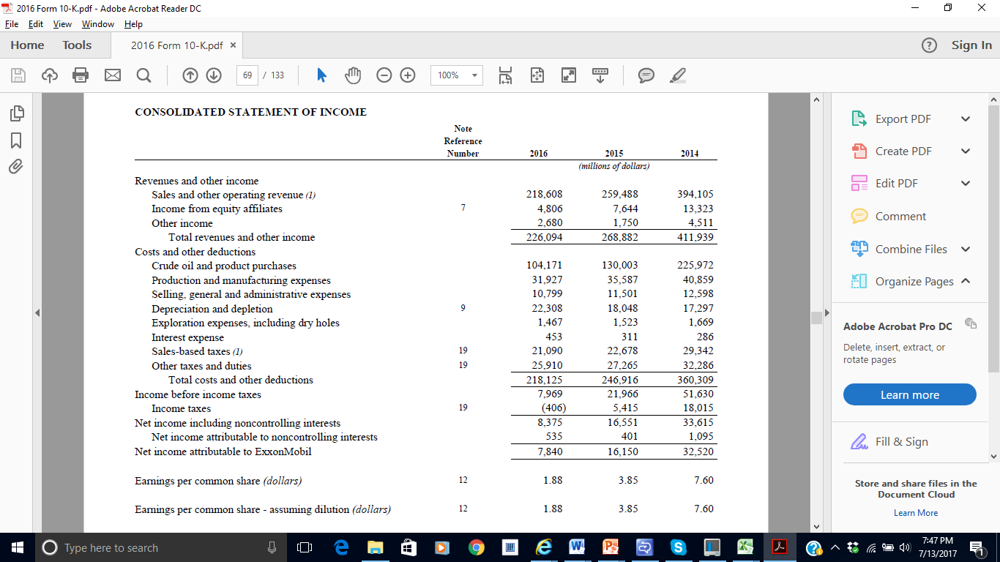 2016 Form 10-K.pdf - Adobe Acrobat Reader DC
File Edit View Window Help
Home Tools 2016 Form 10-K.pdf × ? Sign In
69 / 133 100%
CONSOLIDATED STATEMENT OF INCOME
Note
Reference
Number 2016 2015 2014
(millions of dollars)
Revenues and other income
Sales and other operating revenue (1) 218,608 259,488 394,105
Income from equity affiliates 7 4,806 7,644 13,323
Other income 2,680 1,750 4,511
Total revenues and other income 226,094 268,882 411,939
Costs and other deductions
Crude oil and product purchases 104,171 130,003 225,972
Production and manufacturing expenses 31,927 35,587 40,859
Selling, general and administrative expenses 10,799 11,501 12,598
Depreciation and depletion 9 22,308 18,048 17,297
Exploration expenses, including dry holes 1,467 1,523 1,669
Interest expense 453 311 286
Sales-based taxes (1) 19 21,090 22,678 29,342
Other taxes and duties 19 25,910 27,265 32,286
Total costs and other deductions 218,125 246,916 360,309
Income before income taxes 7,969 21,966 51,630
Income taxes 19 (406) 5,415 18,015
Net income including noncontrolling interests 8,375 16,551 33,615
Net income attributable to noncontrolling interests 535 401 1,095
Net income attributable to ExxonMobil 7,840 16,150 32,520
Earnings per common share (dollars) 12 1.88 3.85 7.60
Earnings per common share - assuming dilution (dollars) 12 1.88 3.85 7.60
Export PDF
Create PDF
Edit PDF
Comment
Combine Files
Organize Pages
Adobe Acrobat Pro DC
Delete, insert, extract, or
rotate pages
Learn more
Fill & Sign
Store and share files in the
Document Cloud
Learn More
Type here to search
7:47 PM
7/13/2017
1